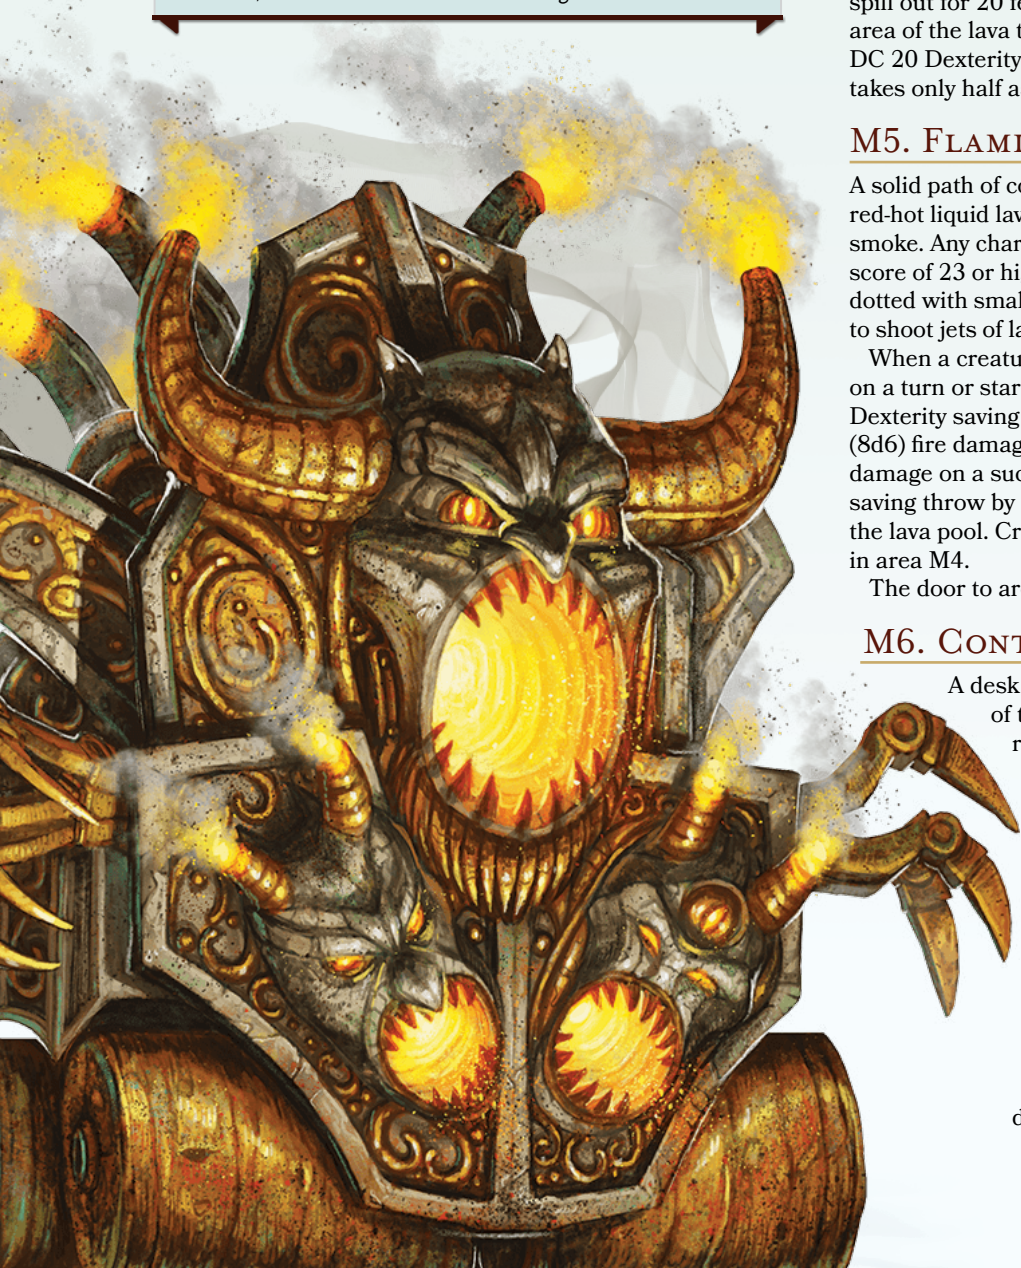 spill out for 20 fe
area of the lava t
DC 20 Dexterity
takes only half a
M5. FLAMI
A solid path of co
red-hot liquid lav
smoke. Any char
score of 23 or hi
dotted with smal
to shoot jets of la
When a creatu
on a turn or star
Dexterity saving
(8d6) fire damag
damage on a suc
saving throw by
the lava pool. Cr
in area M4.
The door to ar
M6. CONT
A desk
of t
r
d